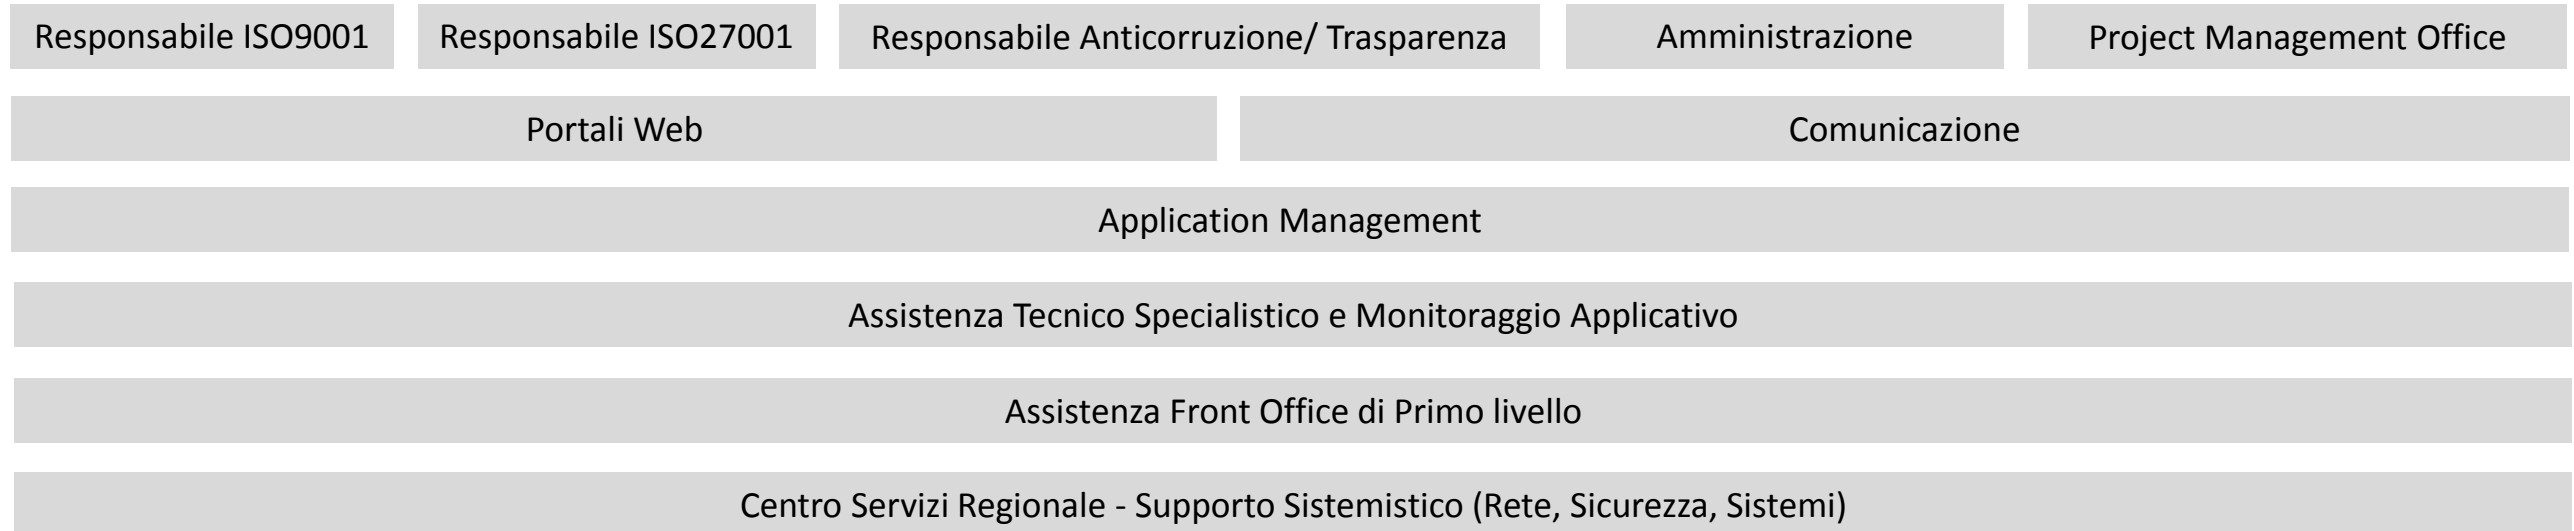 Responsabile ISO9001
Responsabile ISO27001
Responsabile Anticorruzione/ Trasparenza
Amministrazione
Project Management Office
Portali Web
Comunicazione
Application Management
Assistenza Tecnico Specialistico e Monitoraggio Applicativo
Assistenza Front Office di Primo livello
Centro Servizi Regionale - Supporto Sistemistico (Rete, Sicurezza, Sistemi)